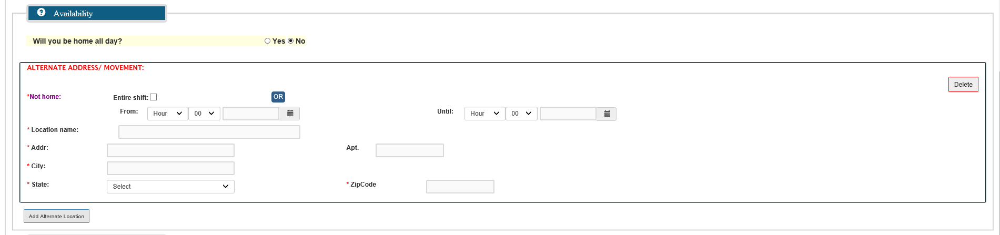 Availability
Will you be home all day? Yes No
ALTERNATE ADDRESS/ MOVEMENT:
Delete
*Not home: Entire shift: OR
From: Hour 00 Until: Hour 00
* Location name:
* Addr: Apt.
* City:
* State: Select * ZipCode
Add Alternate Location